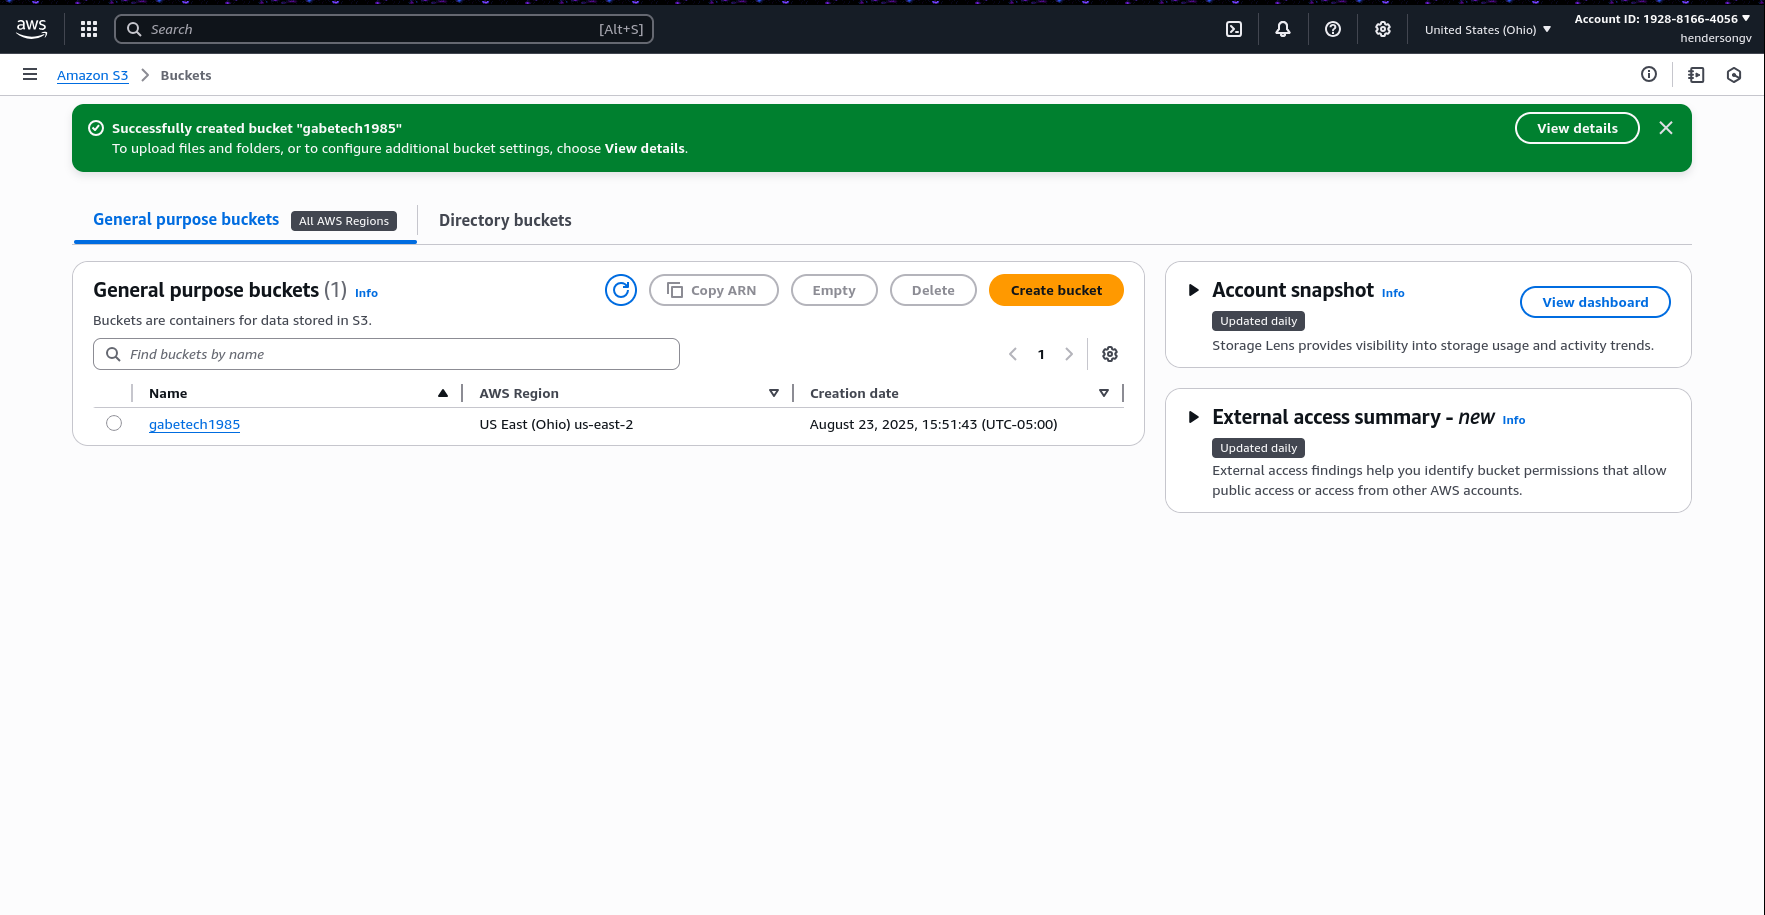 aws
Search [Alt+S]
United States (Ohio)
Account ID: 1928-8166-4056
hendersongv
Amazon S3 Buckets
Successfully created bucket "gabetech1985"
To upload files and folders, or to configure additional bucket settings, choose View details.
View details
General purpose buckets All AWS Regions Directory buckets
General purpose buckets (1) Info
Copy ARN Empty Delete Create bucket
Buckets are containers for data stored in S3.
Find buckets by name
1
Name AWS Region Creation date
gabetech1985 US East (Ohio) us-east-2 August 23, 2025, 15:51:43 (UTC-05:00)
Account snapshot Info
View dashboard
Updated daily
Storage Lens provides visibility into storage usage and activity trends.
External access summary - new Info
Updated daily
External access findings help you identify bucket permissions that allow
public access or access from other AWS accounts.